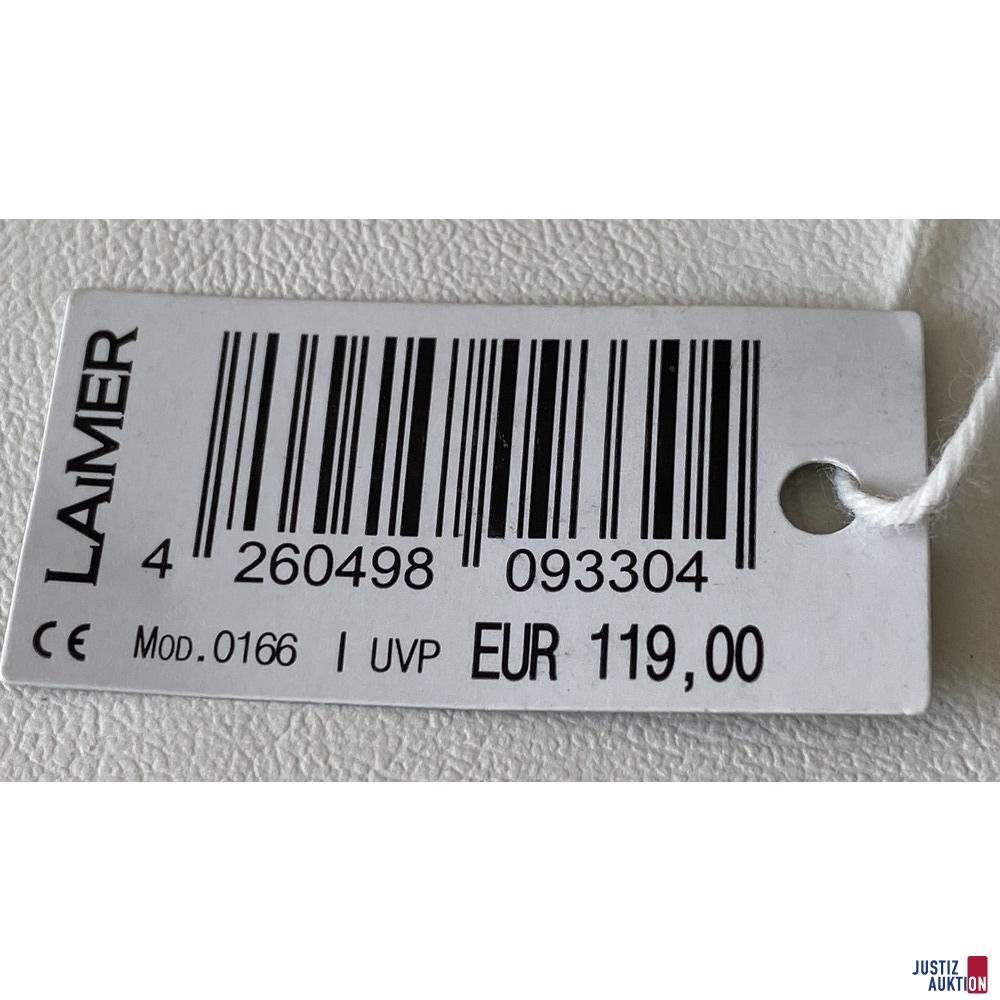 LAiMER
4 260498 093304
CE Mod.0166 | UVP EUR 119,00
JUSTIZ
AUKTION